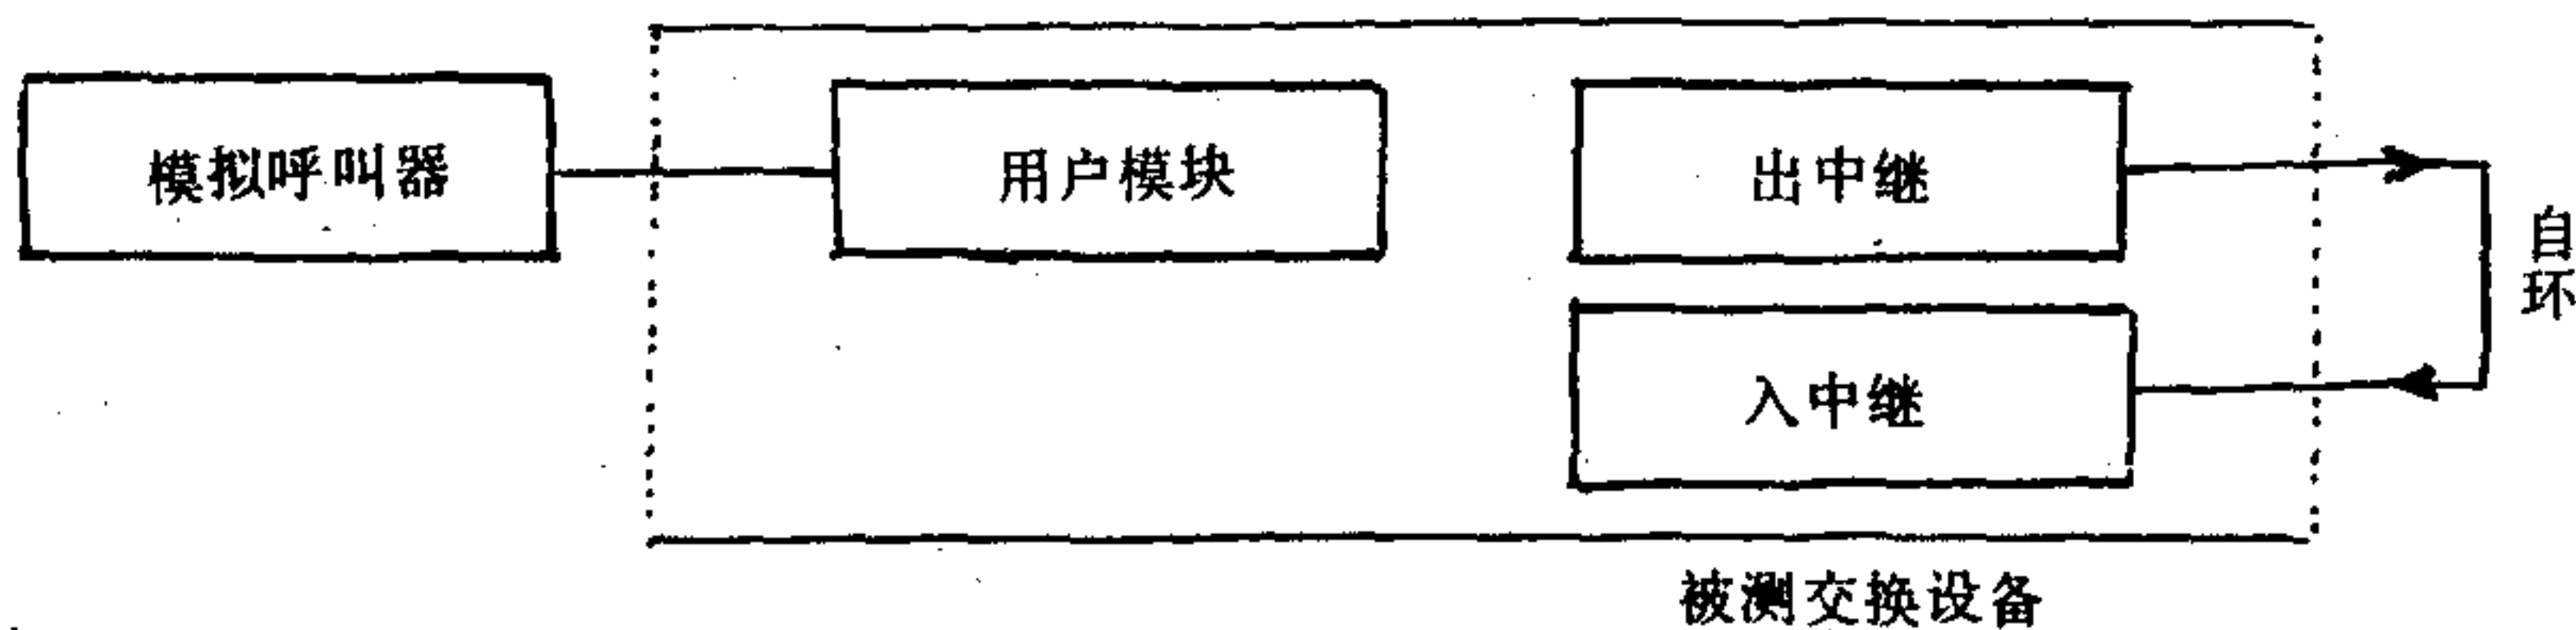 模拟呼叫器
用户模块
出中继
自环
入中继
被测交换设备